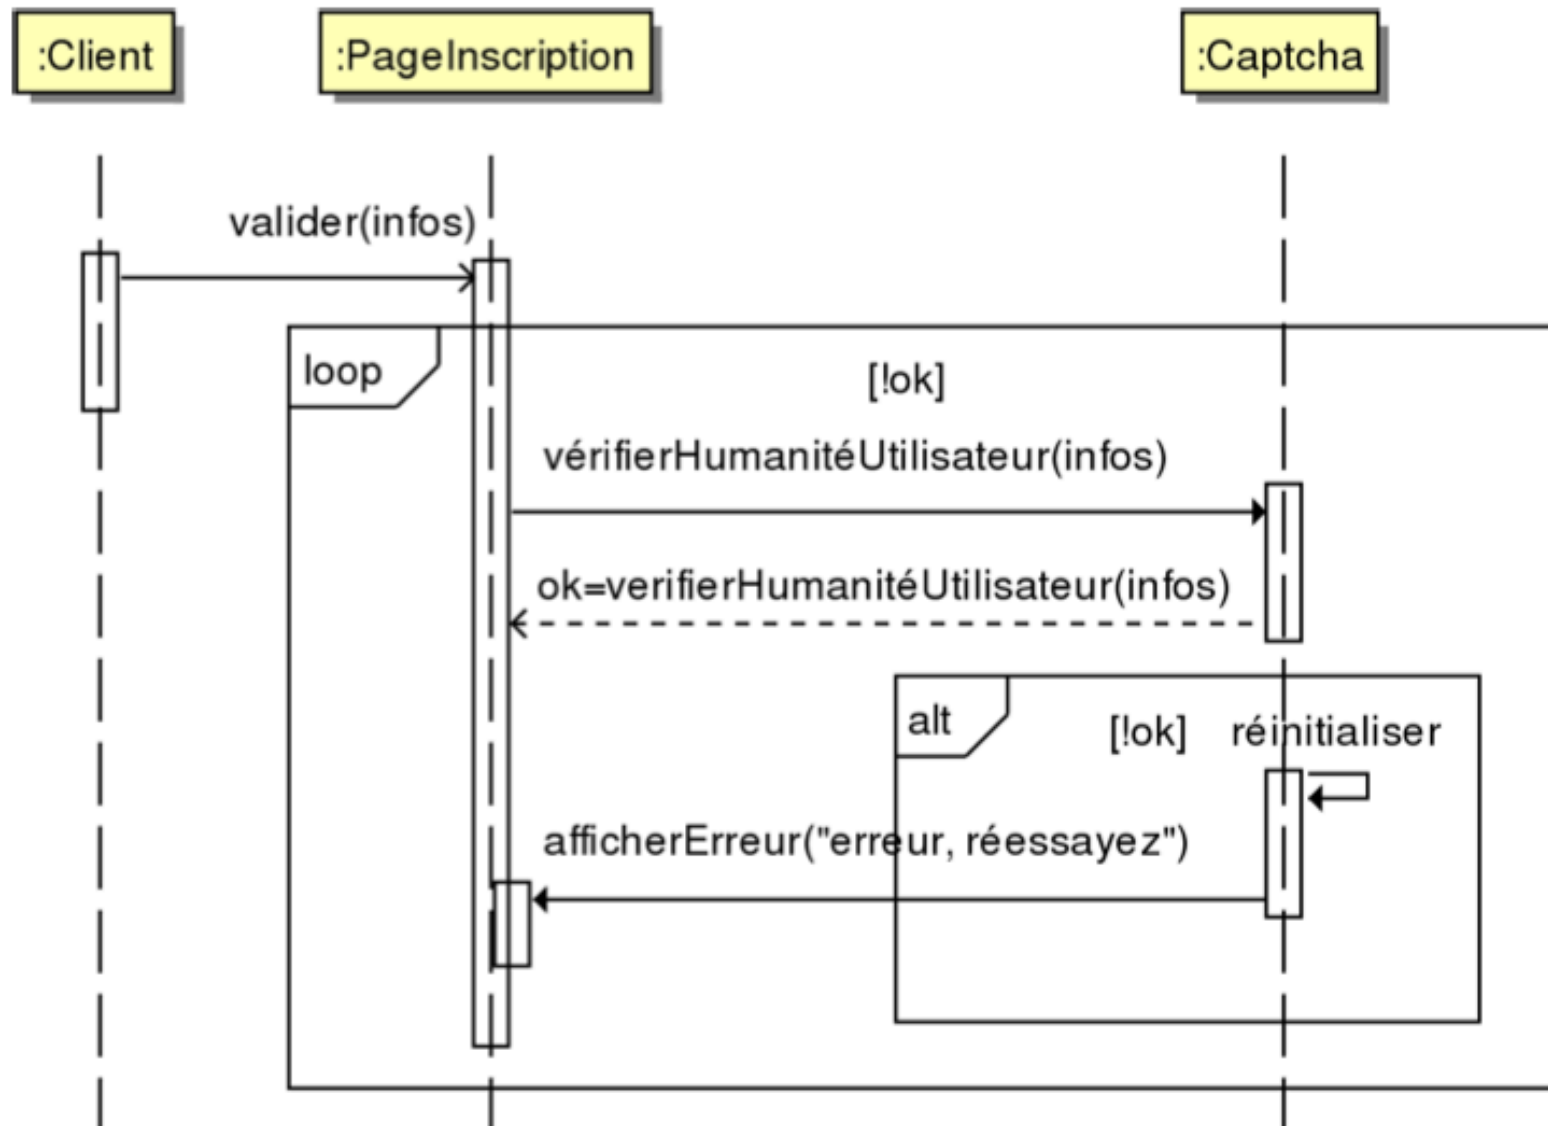 :Client
:PageInscription
:Captcha
valider(infos)
loop
[!ok]
vérifierHumanitéUtilisateur(infos)
ok=verifierHumanitéUtilisateur(infos)
alt
[!ok]
réinitialiser
afficherErreur("erreur, réessayez")